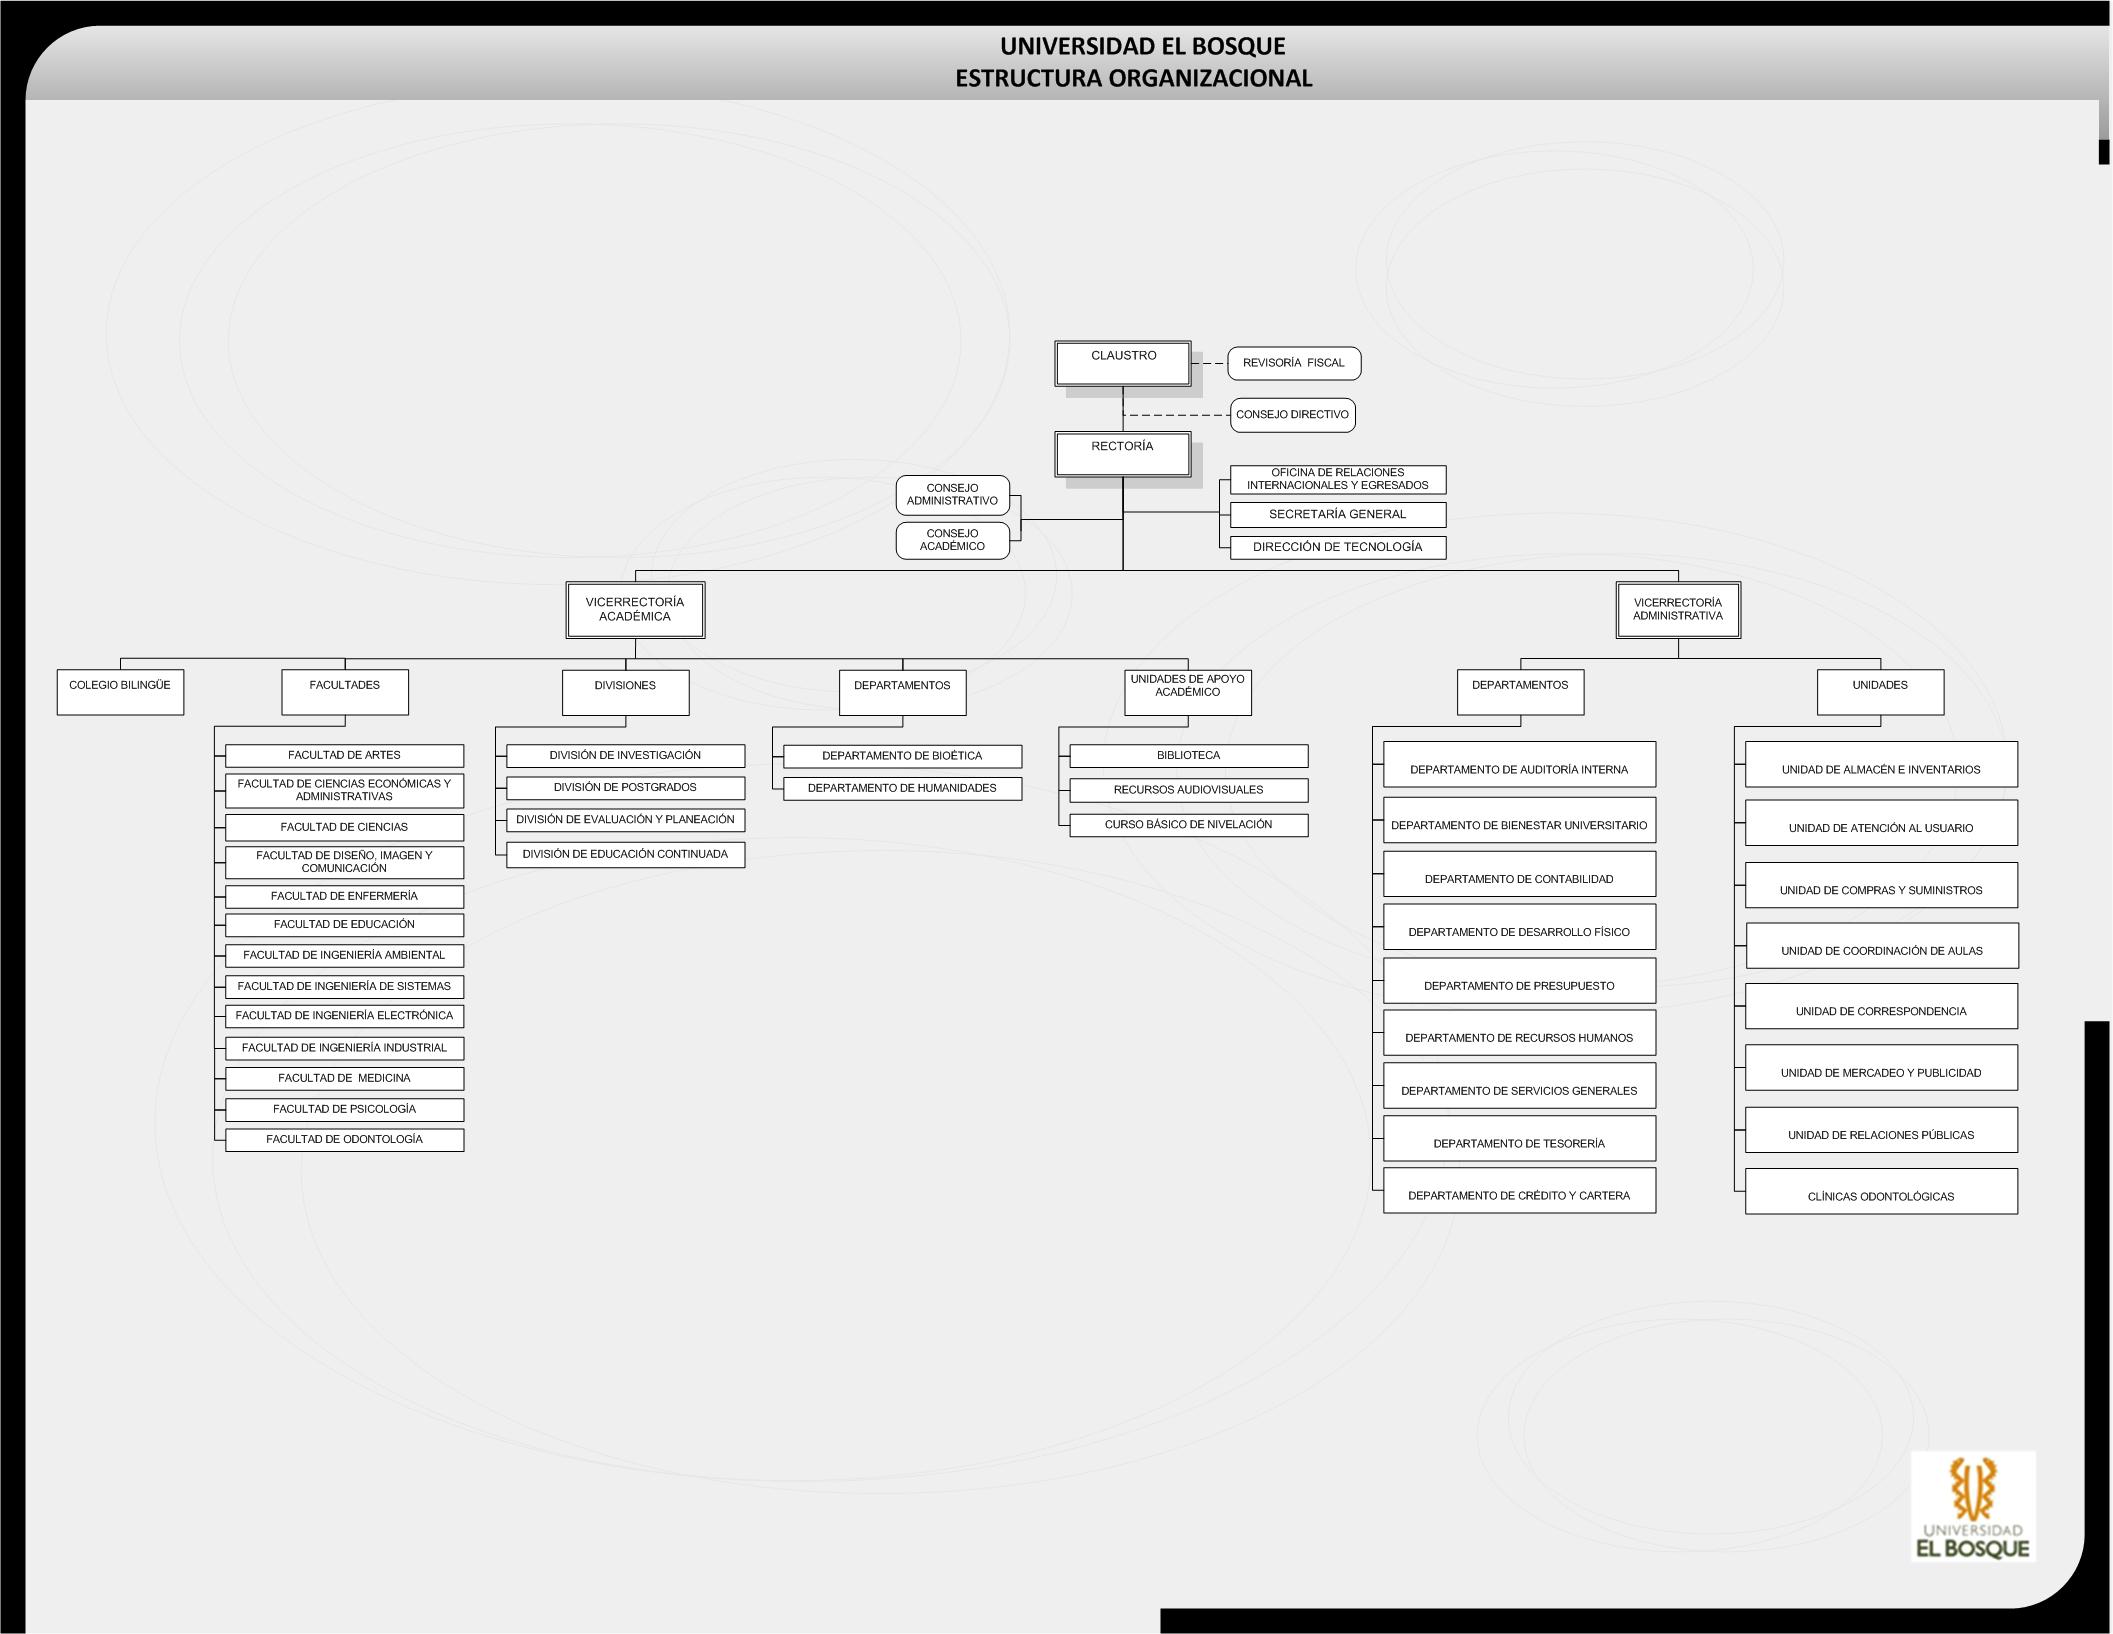 UNIVERSIDAD EL BOSQUE
ESTRUCTURA ORGANIZACIONAL
CLAUSTRO
REVISORÍA FISCAL
CONSEJO DIRECTIVO
RECTORÍA
CONSEJO
ADMINISTRATIVO
CONSEJO
ACADÉMICO
OFICINA DE RELACIONES
INTERNACIONALES Y EGRESADOS
SECRETARÍA GENERAL
DIRECCIÓN DE TECNOLOGÍA
VICERRECTORÍA
ACADÉMICA
VICERRECTORÍA
ADMINISTRATIVA
COLEGIO BILINGÜE
FACULTADES
DIVISIONES
DEPARTAMENTOS
UNIDADES DE APOYO
ACADÉMICO
DEPARTAMENTOS
UNIDADES
FACULTAD DE ARTES
FACULTAD DE CIENCIAS ECONÓMICAS Y
ADMINISTRATIVAS
FACULTAD DE CIENCIAS
FACULTAD DE DISEÑO, IMAGEN Y
COMUNICACIÓN
FACULTAD DE ENFERMERÍA
FACULTAD DE EDUCACIÓN
FACULTAD DE INGENIERÍA AMBIENTAL
FACULTAD DE INGENIERÍA DE SISTEMAS
FACULTAD DE INGENIERÍA ELECTRÓNICA
FACULTAD DE INGENIERÍA INDUSTRIAL
FACULTAD DE MEDICINA
FACULTAD DE PSICOLOGÍA
FACULTAD DE ODONTOLOGÍA
DIVISIÓN DE INVESTIGACIÓN
DIVISIÓN DE POSTGRADOS
DIVISIÓN DE EVALUACIÓN Y PLANEACIÓN
DIVISIÓN DE EDUCACIÓN CONTINUADA
DEPARTAMENTO DE BIOÉTICA
DEPARTAMENTO DE HUMANIDADES
BIBLIOTECA
RECURSOS AUDIOVISUALES
CURSO BÁSICO DE NIVELACIÓN
DEPARTAMENTO DE AUDITORÍA INTERNA
DEPARTAMENTO DE BIENESTAR UNIVERSITARIO
DEPARTAMENTO DE CONTABILIDAD
DEPARTAMENTO DE DESARROLLO FÍSICO
DEPARTAMENTO DE PRESUPUESTO
DEPARTAMENTO DE RECURSOS HUMANOS
DEPARTAMENTO DE SERVICIOS GENERALES
DEPARTAMENTO DE TESORERÍA
DEPARTAMENTO DE CRÉDITO Y CARTERA
UNIDAD DE ALMACÉN E INVENTARIOS
UNIDAD DE ATENCIÓN AL USUARIO
UNIDAD DE COMPRAS Y SUMINISTROS
UNIDAD DE COORDINACIÓN DE AULAS
UNIDAD DE CORRESPONDENCIA
UNIDAD DE MERCADEO Y PUBLICIDAD
UNIDAD DE RELACIONES PÚBLICAS
CLÍNICAS ODONTOLÓGICAS
UNIVERSIDAD
EL BOSQUE